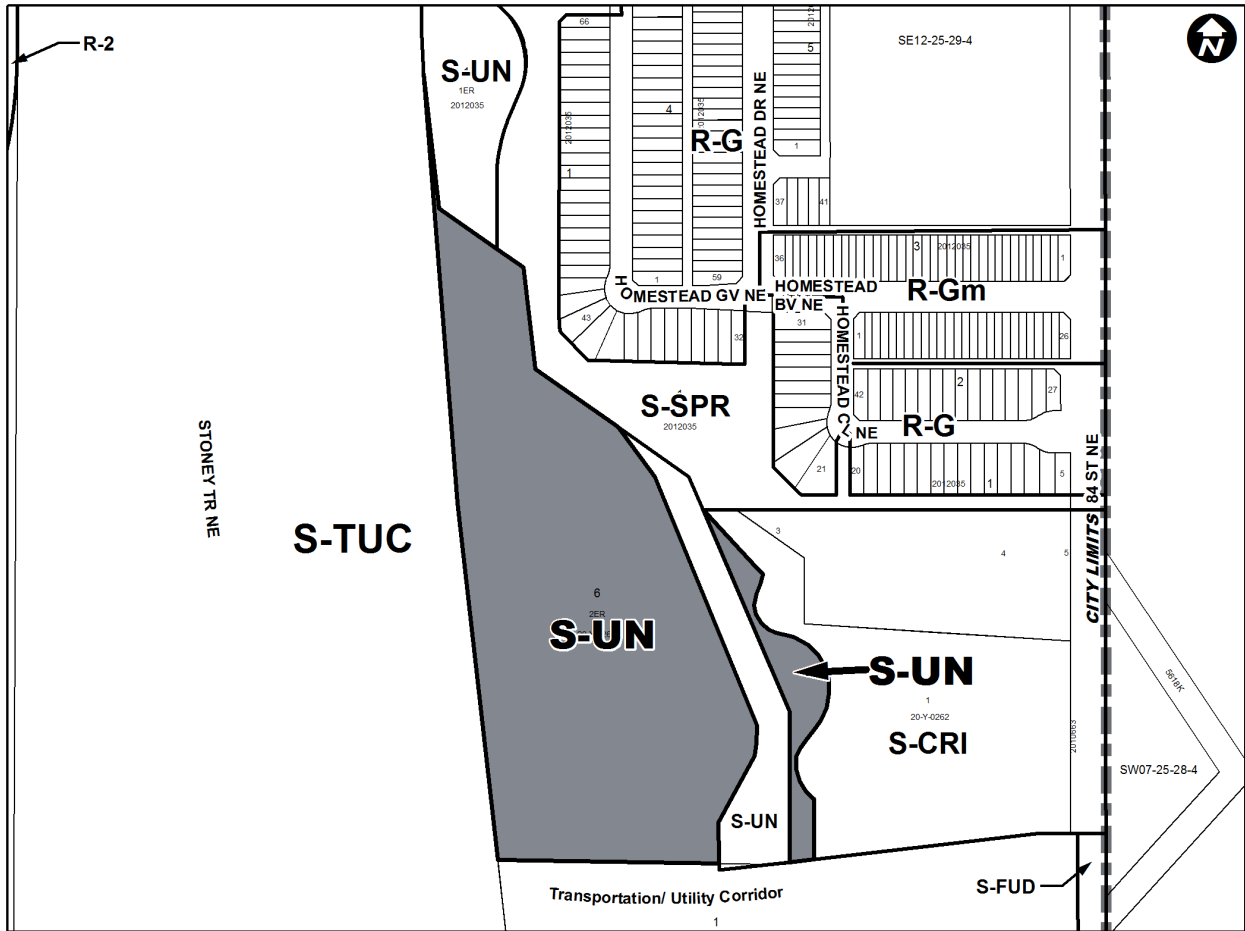 R-2
N
SE12-25-29-4
S-UN
1ER
2012035
66
5
4
2012035
2012035
1
R-G
HOMESTEAD DR NE
1
37
41
1
59
HOMESTEAD GV NE
43
32
36
3
2012035
1
HOMESTEAD
BV NE
R-Gm
31
1
26
HOMESTEAD CL NE
42
2
27
R-G
S-SPR
2012035
21
20
2012035
1
5
84 ST NE
CITY LIMITS
STONEY TR NE
S-TUC
3
4
5
6
2ER
S-UN
S-UN
1
20-Y-0262
S-CRI
5618K
2010663
SW07-25-28-4
S-UN
S-FUD
Transportation/ Utility Corridor
1